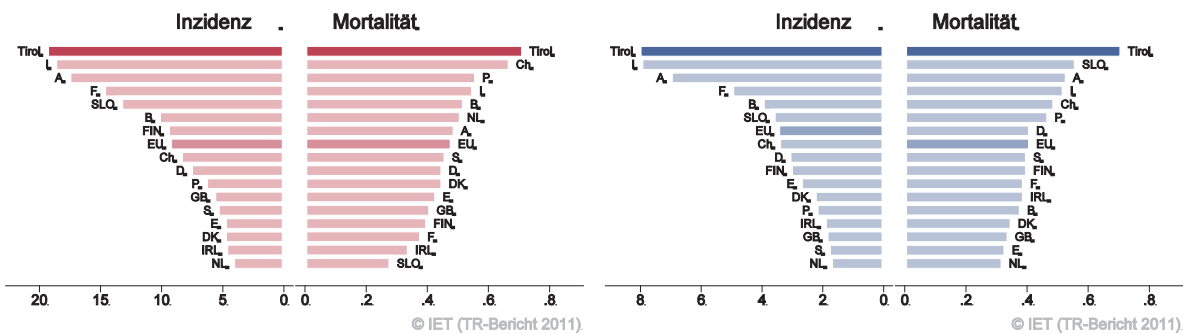 Inzidenz . Mortalität.
Tirol. Tirol.
I. Ch.
A. P.
F. I.
SLO. B.
B. NL.
FIN. A.
EU. EU.
Ch. S.
D. D.
P. DK.
GB. E.
S. GB.
E. FIN.
DK. F.
IRL. IRL.
NL. SLO.
20. 15. 10. 5. 0. 0. .2. .4. .6. .8.
© IET (TR-Bericht 2011).
Inzidenz . Mortalität.
Tirol. Tirol.
I. SLO.
A. A.
F. I.
B. Ch.
SLO. P.
EU. D.
Ch. EU.
D. S.
FIN. FIN.
E. F.
DK. IRL.
P. B.
IRL. DK.
GB. GB.
S. E.
NL. NL.
8. 6. 4. 2. 0. 0. .2. .4. .6. .8.
© IET (TR-Bericht 2011).